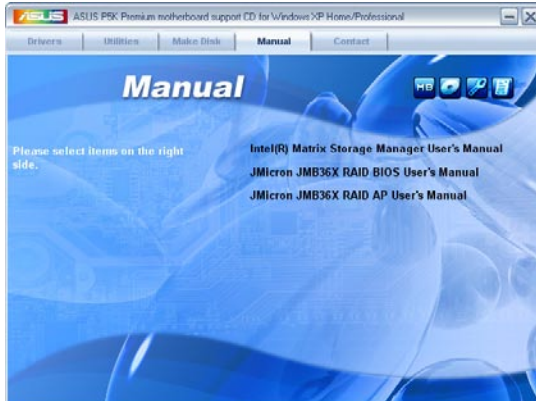 ASUS ASUS P5K Premium motherboard support CD for Windows XP Home/Professional
Drivers Utilities Make Disk Manual Contact
Manual
MB
Please select items on the right
side.
Intel(R) Matrix Storage Manager User's Manual
JMicron JMB36X RAID BIOS User's Manual
JMicron JMB36X RAID AP User's Manual